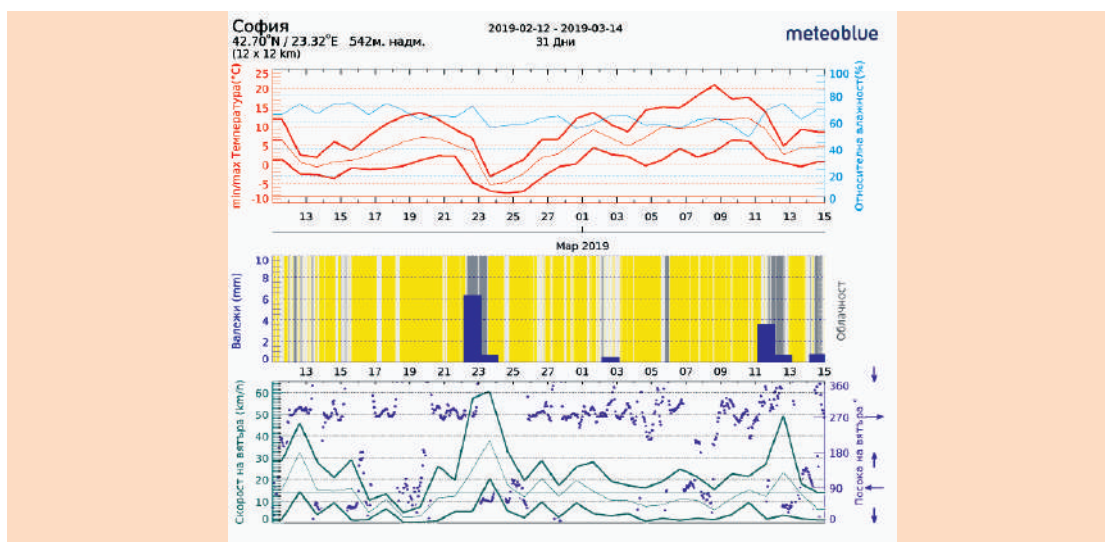 София
42.70°N / 23.32°E 542м. надм.
(12 x 12 km)
2019-02-12 - 2019-03-14
31 Дни
meteoblue
min/max Температура(°C)
25
20
15
10
5
0
-5
-10
100
80
60
40
20
0
Относителна влажност(%)
13 15 17 19 21 23 25 27 01 03 05 07 09 11 13 15
Мар 2019
Валежи (mm)
10
8
6
4
2
0
Облачност
13 15 17 19 21 23 25 27 01 03 05 07 09 11 13 15
Скорост на вятъра (km/h)
60
50
40
30
20
10
0
360
270
180
90
0
Посока на вятъра °